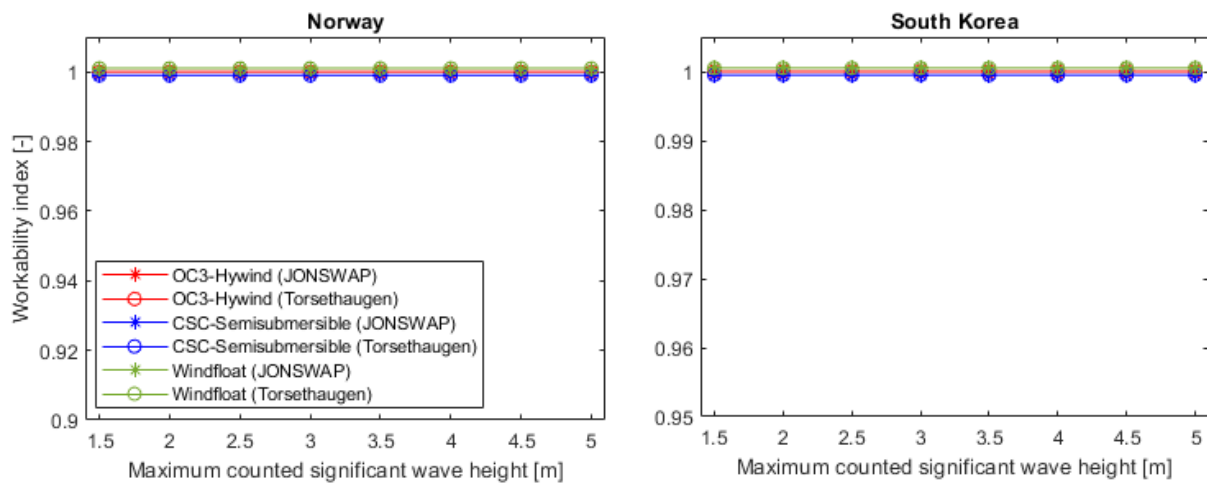 Norway
Workability index [-]
1
0.98
0.96
0.94
0.92
0.9
OC3-Hywind (JONSWAP)
OC3-Hywind (Torsethaugen)
CSC-Semisubmersible (JONSWAP)
CSC-Semisubmersible (Torsethaugen)
Windfloat (JONSWAP)
Windfloat (Torsethaugen)
1.5 2 2.5 3 3.5 4 4.5 5
Maximum counted significant wave height [m]
South Korea
1
0.99
0.98
0.97
0.96
0.95
1.5 2 2.5 3 3.5 4 4.5 5
Maximum counted significant wave height [m]